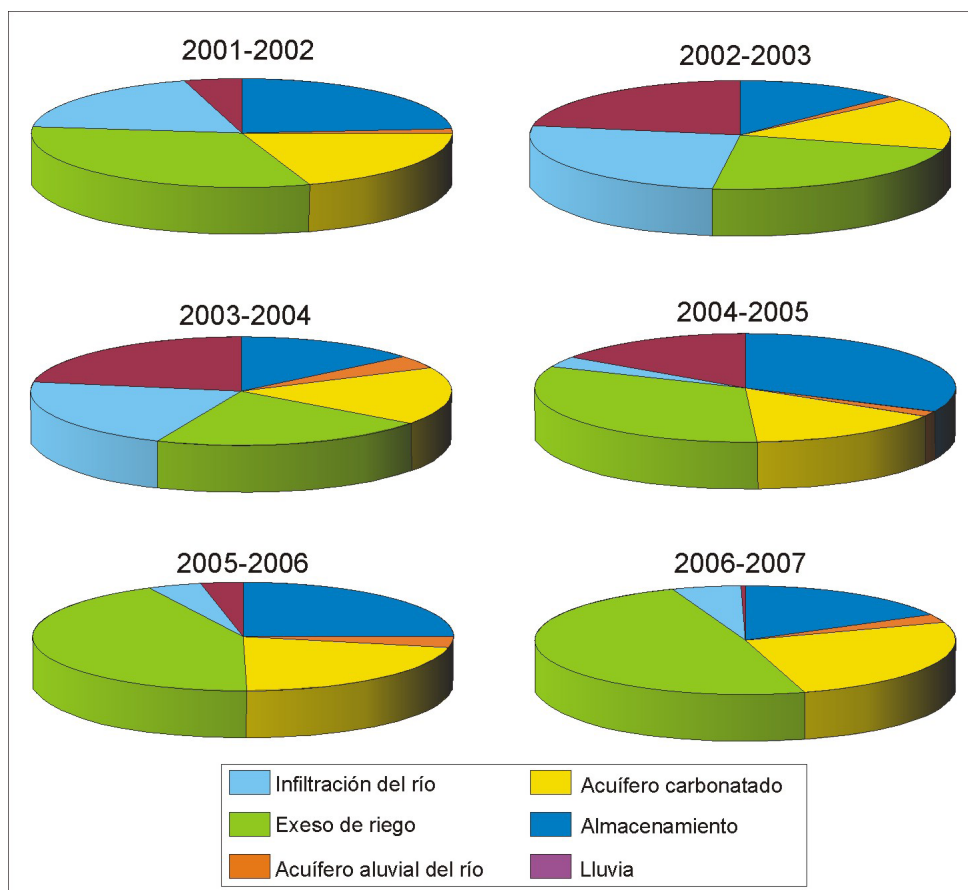 2001-2002
2002-2003
2003-2004
2004-2005
2005-2006
2006-2007
Infiltración del río
Exeso de riego
Acuífero aluvial del río
Acuífero carbonatado
Almacenamiento
Lluvia